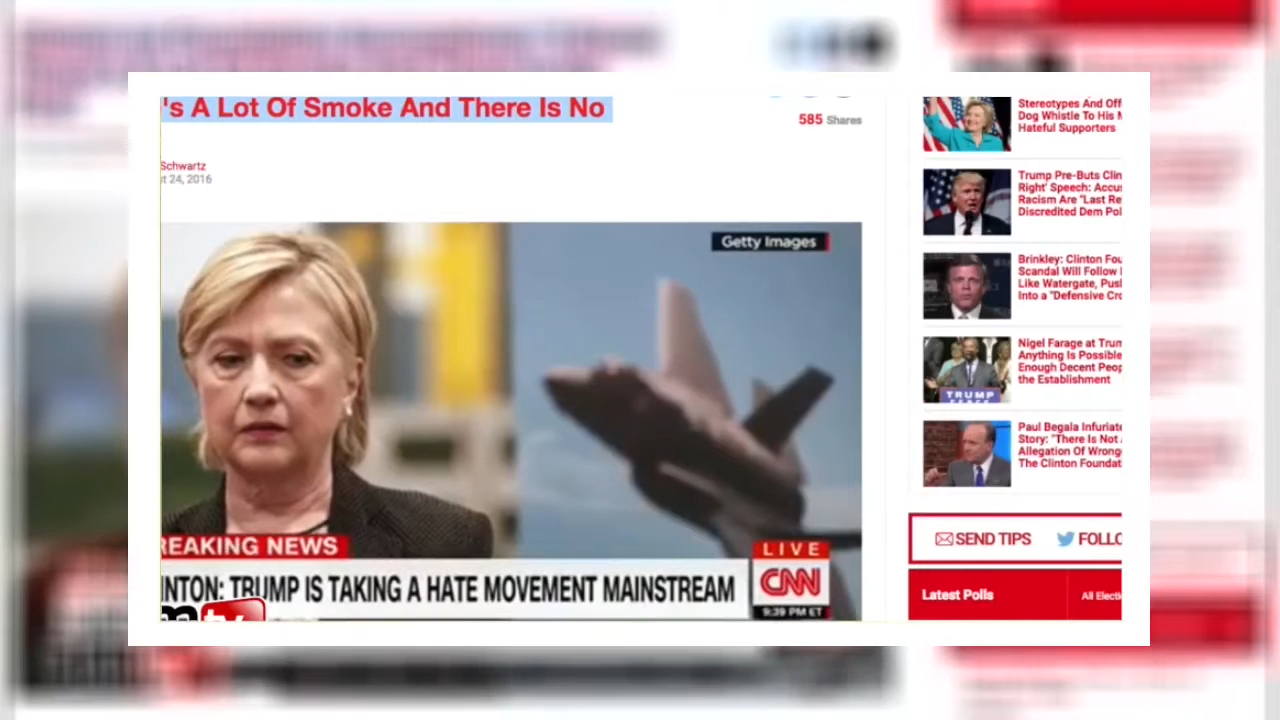 's A Lot Of Smoke And There Is No
585 Shares
Schwartz
t 24, 2016
Getty Images
REAKING NEWS
INTON: TRUMP IS TAKING A HATE MOVEMENT MAINSTREAM
LIVE
CNN
9:39 PM ET
tv
Stereotypes And Off
Dog Whistle To His M
Hateful Supporters
Trump Pre-Buts Clin
Right' Speech: Accu
Racism Are "Last Re
Discredited Dem Pol
Brinkley: Clinton Fou
Scandal Will Follow
Like Watergate, Pus
Into a "Defensive Cr
Nigel Farage at Trum
Anything Is Possible
Enough Decent Peop
the Establishment
TRUMP
PENCE
Paul Begala Infuriate
Story: "There Is Not
Allegation Of Wrong
The Clinton Foundat
SEND TIPS
FOLLO
Latest Polls
All Electi